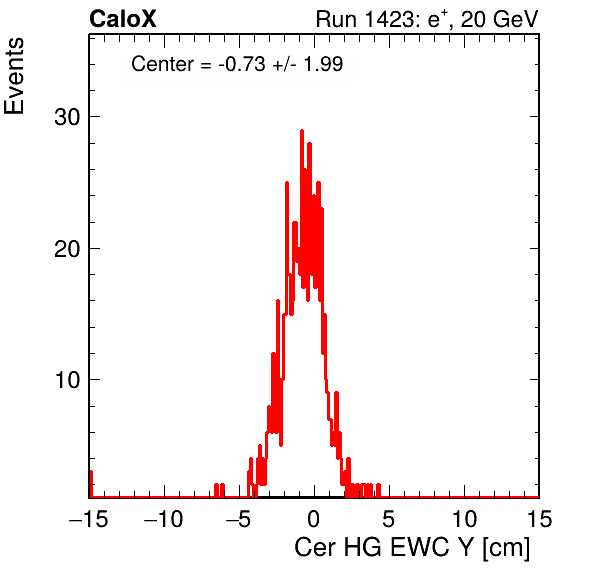 CaloX Run 1423: e⁺, 20 GeV
Events
Center = -0.73 +/- 1.99
30
20
10
−15 −10 −5 0 5 10 15
Cer HG EWC Y [cm]